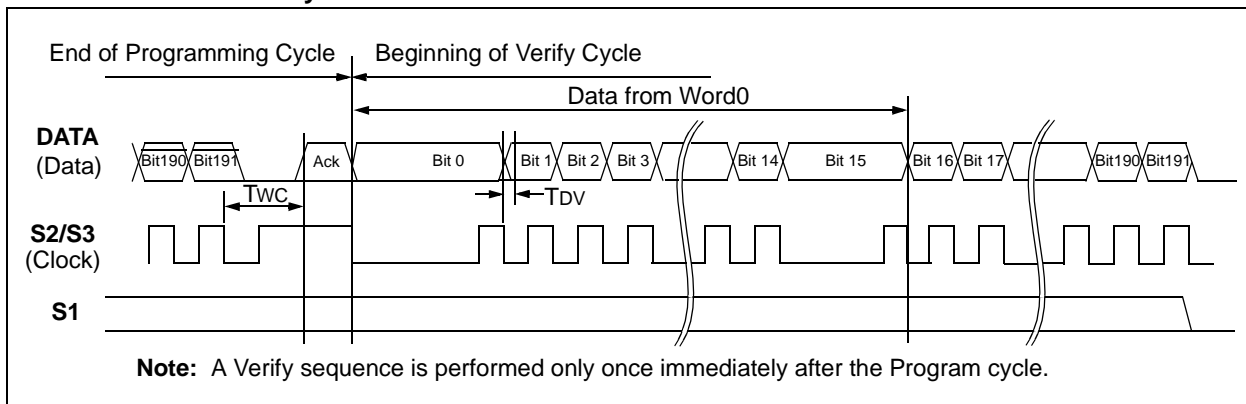 End of Programming Cycle
Beginning of Verify Cycle
Data from Word0
DATA
(Data)
Bit190
Bit191
Ack
Bit 0
Bit 1
Bit 2
Bit 3
Bit 14
Bit 15
Bit 16
Bit 17
Bit190
Bit191
TWC
TDV
S2/S3
(Clock)
S1
Note: A Verify sequence is performed only once immediately after the Program cycle.